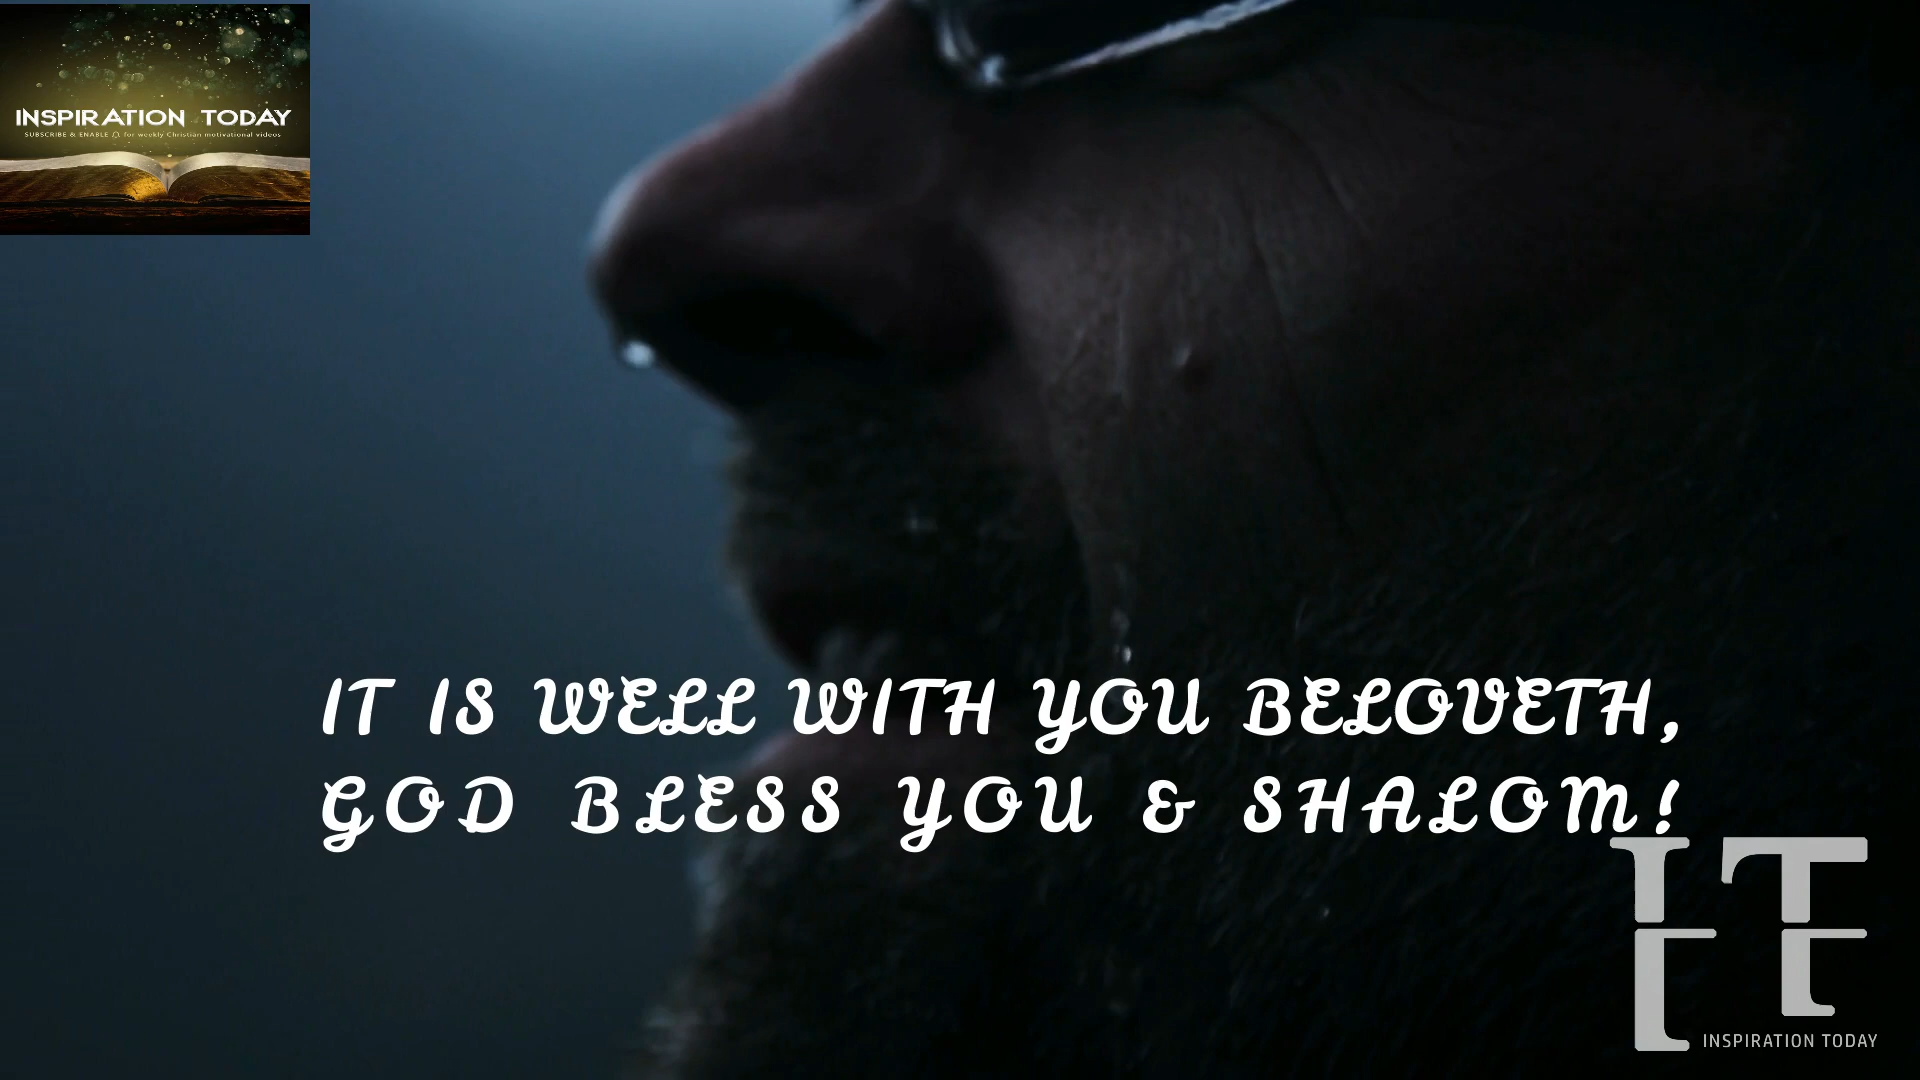 INSPIRATION TODAY
SUBSCRIBE & ENABLE for weekly Christian motivational videos
IT IS WELL WITH YOU BELOVETH,
GOD BLESS YOU & SHALOM!
IT
INSPIRATION TODAY